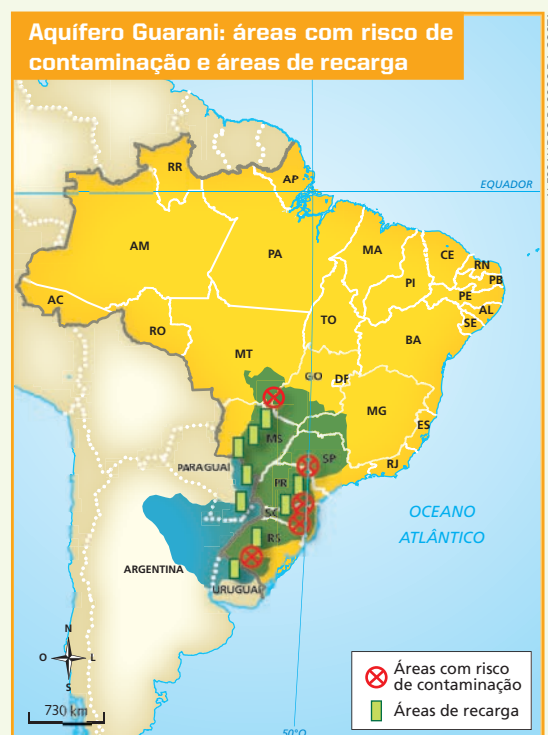 Aquífero Guarani: áreas com risco de
contaminação e áreas de recarga
RR
AP
EQUADOR
AM
PA
MA
CE
RN
PB
PI
PE
AL
SE
AC
RO
TO
BA
MT
GO
DF
MG
ES
MS
SP
RJ
PARAGUAI
PR
SC
RS
OCEANO
ATLÂNTICO
ARGENTINA
URUGUAI
N
O
L
S
730 km
50°O
Áreas com risco
de contaminação
Áreas de recarga